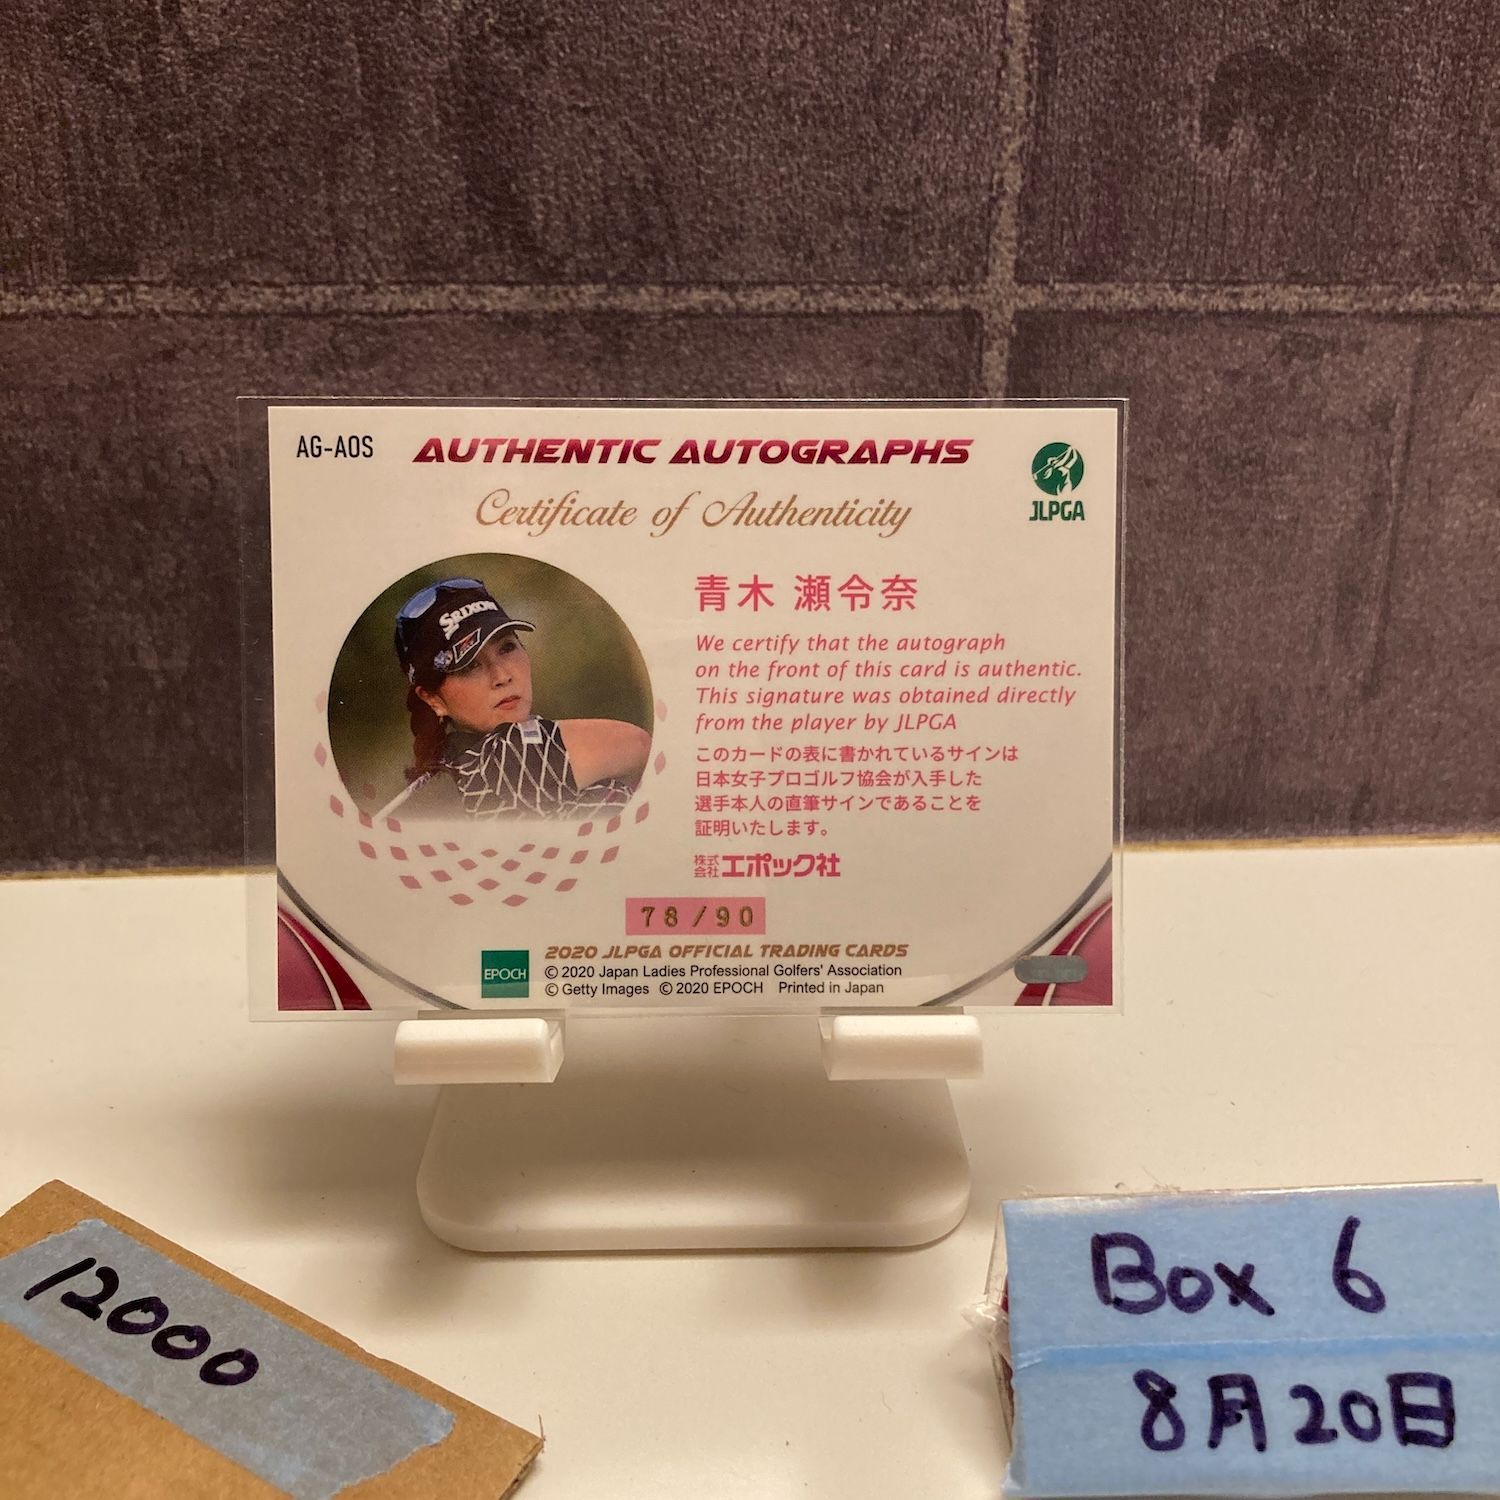 AG-AOS
AUTHENTIC AUTOGRAPHS
Certificate of Authenticity
JLPGA
SRIXON
青木 瀬令奈
We certify that the autograph
on the front of this card is authentic.
This signature was obtained directly
from the player by JLPGA
このカードの表に書かれているサインは
日本女子プロゴルフ協会が入手した
選手本人の直筆サインであることを
証明いたします。
株式会社エポック社
78/90
EPOCH
2020 JLPGA OFFICIAL TRADING CARDS
© 2020 Japan Ladies Professional Golfers' Association
© Getty Images © 2020 EPOCH Printed in Japan
12000
Box 6
8月20日